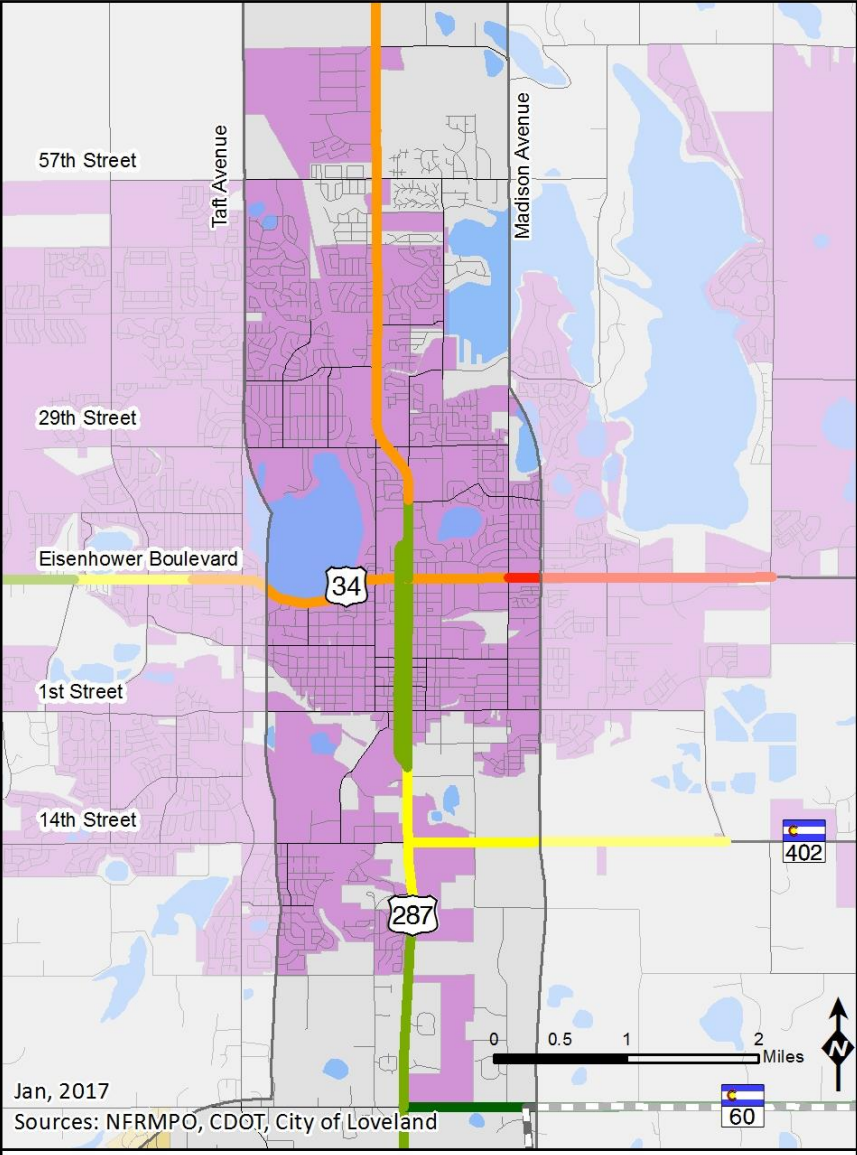 57th Street
Taft Avenue
Madison Avenue
29th Street
Eisenhower Boulevard
34
1st Street
14th Street
C
402
287
0 0.5 1 2
Miles
N
Jan, 2017
C
60
Sources: NFRMPO, CDOT, City of Loveland